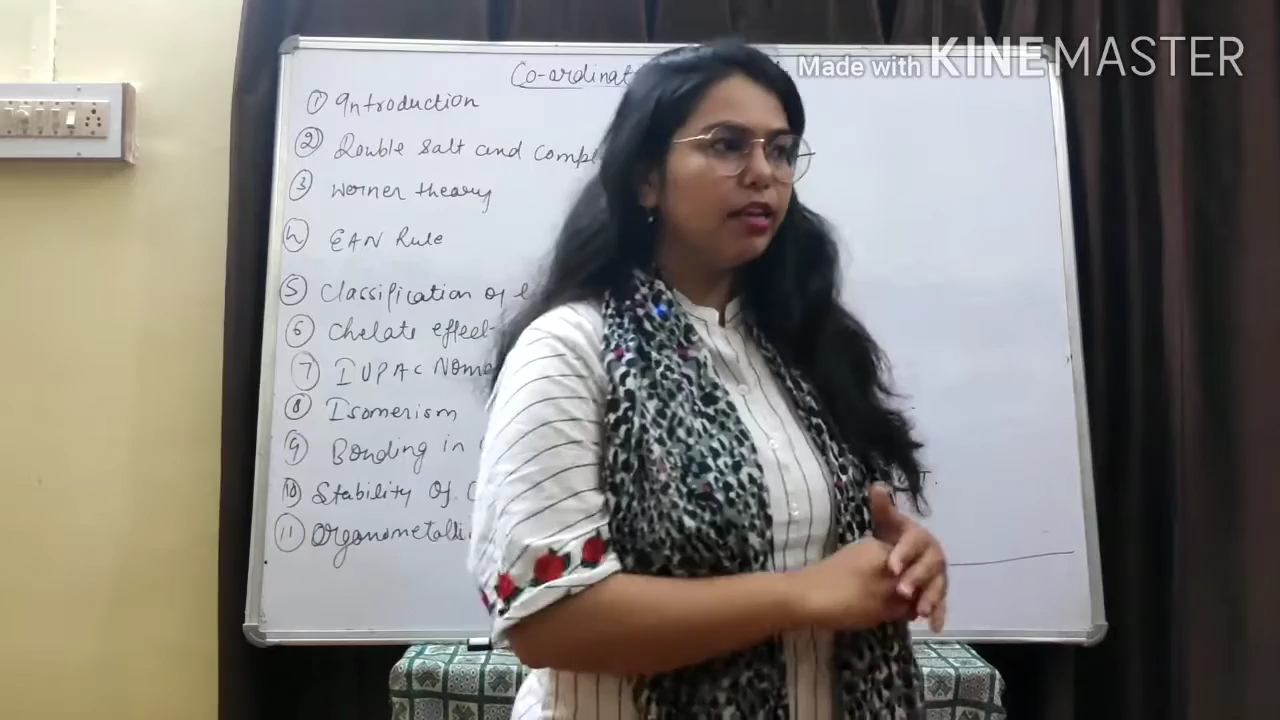 Made with KINEMASTER
Co-ordinat
① Introduction
② Double salt and compl
③ Werner theory
④ EAN Rule
⑤ Classification of l
⑥ Chelate effect
⑦ IUPAC Nome
⑧ Isomerism
⑨ Bonding in
⑩ Stability of C
⑪ Organometalli
T